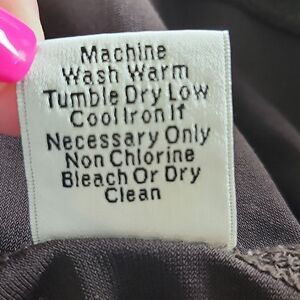 Machine
Wash Warm
Tumble Dry Low
Cool Iron If
Necessary Only
Non Chlorine
Bleach Or Dry
Clean